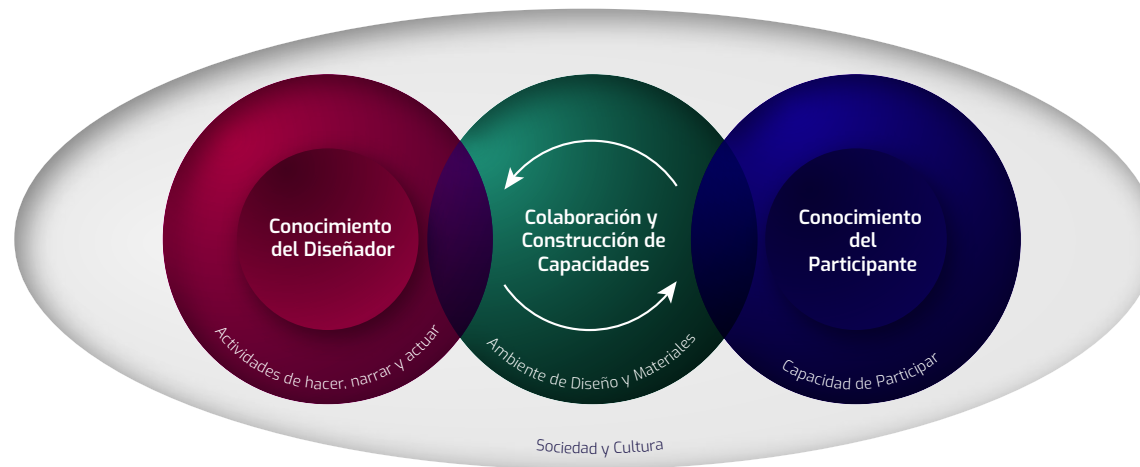 Conocimiento
del Diseñador
Actividades de hacer, narrar y actuar
Colaboración y
Construcción de
Capacidades
Ambiente de Diseño y Materiales
Conocimiento
del
Participante
Capacidad de Participar
Sociedad y Cultura